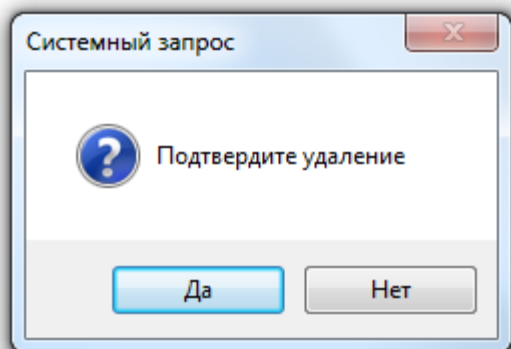 Системный запрос
Подтвердите удаление
Да
Нет